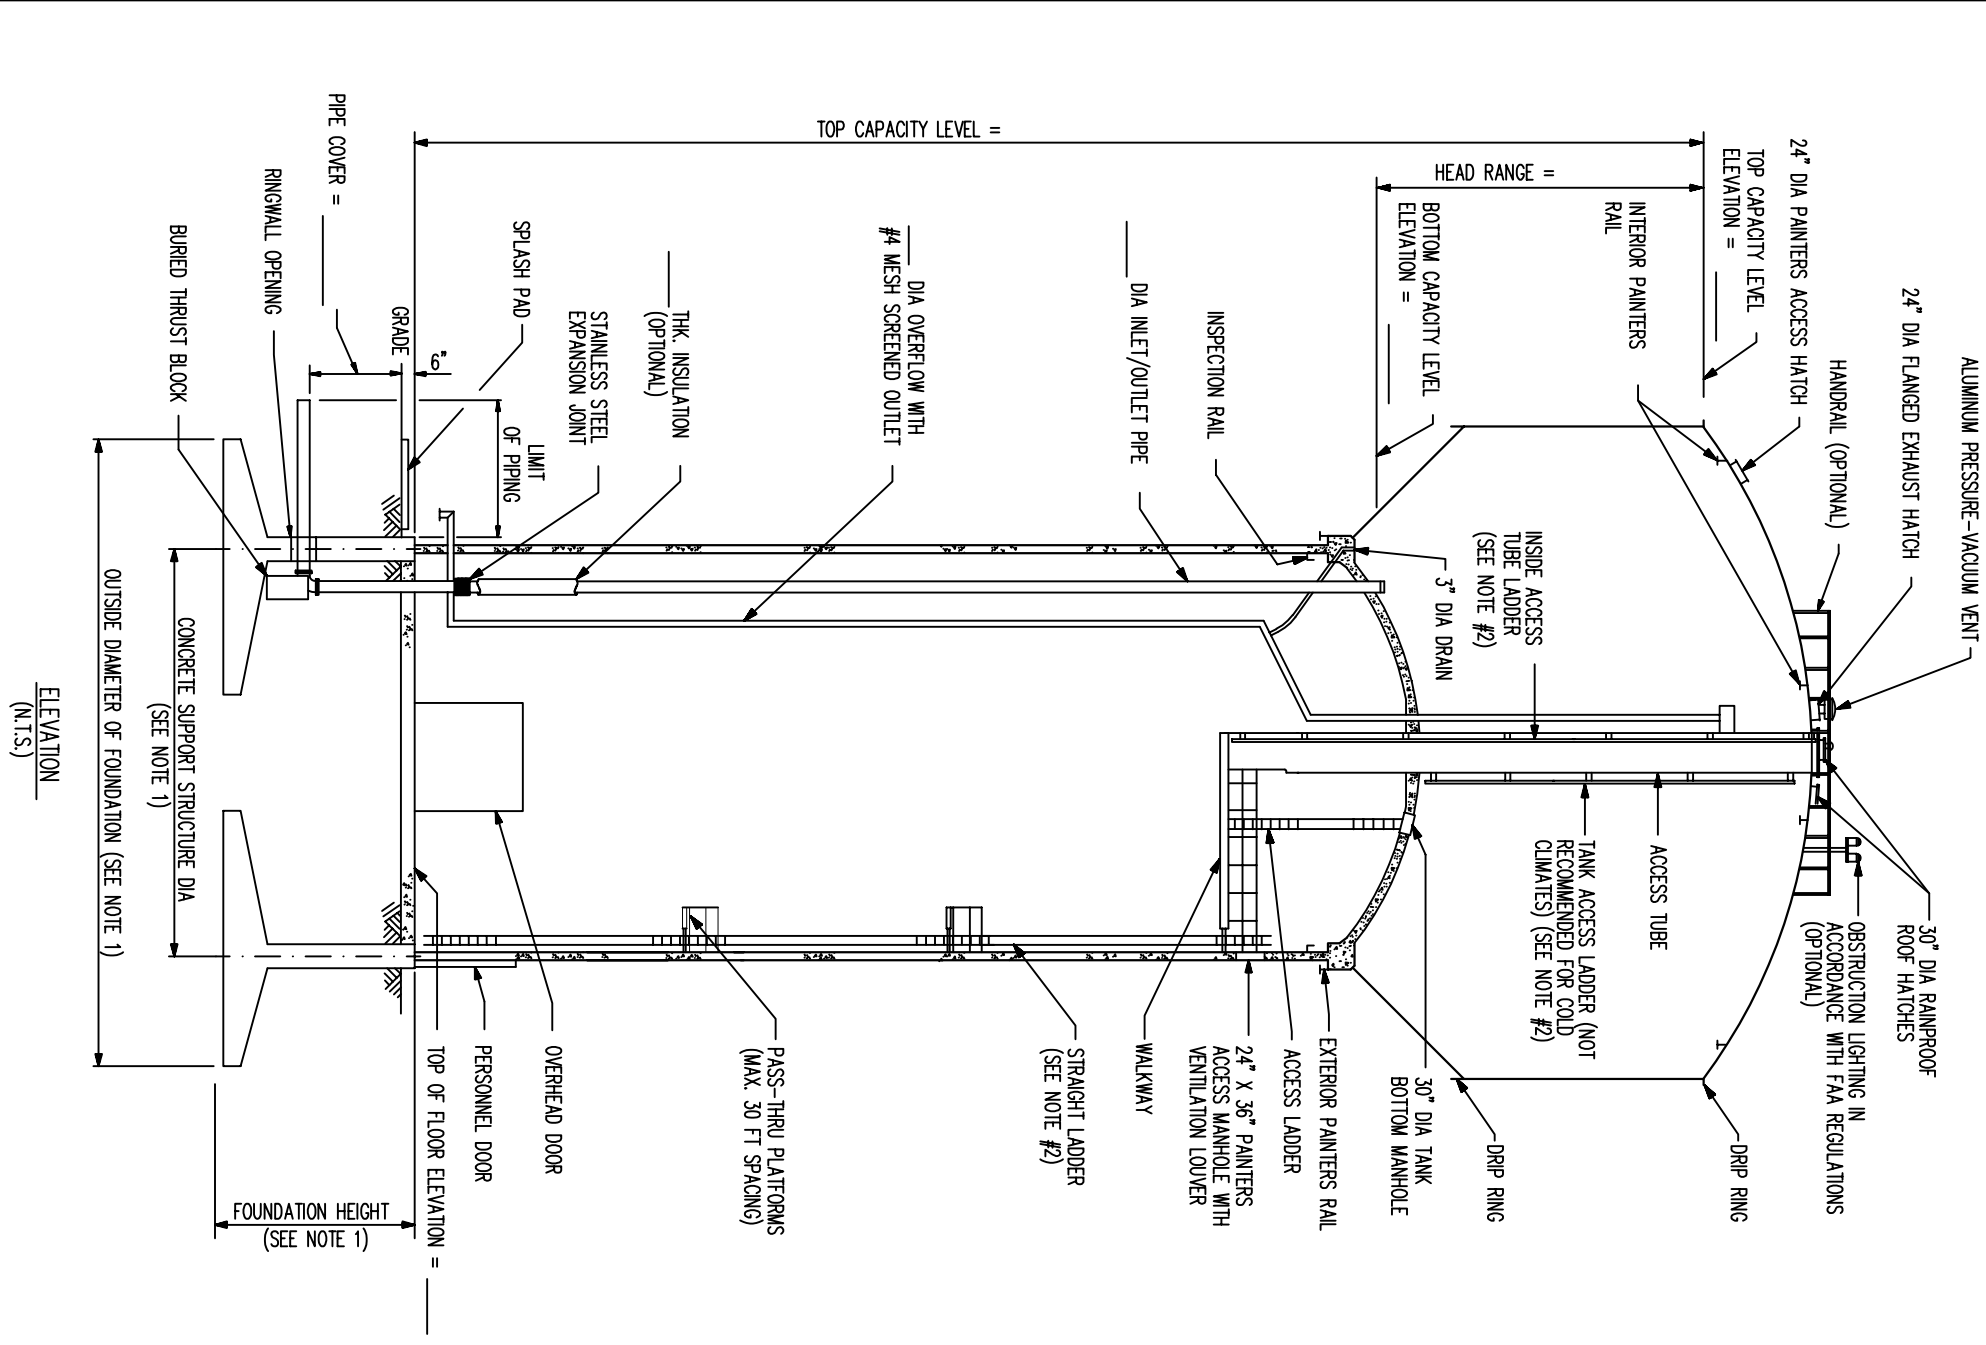 ALUMINUM PRESSURE-VACUUM VENT
24" DIA FLANGED EXHAUST HATCH
HANDRAIL (OPTIONAL)
24" DIA PAINTERS ACCESS HATCH
TOP CAPACITY LEVEL
ELEVATION =
INTERIOR PAINTERS
RAIL
HEAD RANGE =
BOTTOM CAPACITY LEVEL
ELEVATION =
TOP CAPACITY LEVEL =
INSPECTION RAIL
DIA INLET/OUTLET PIPE
DIA OVERFLOW WITH
#4 MESH SCREENED OUTLET
THK. INSULATION
(OPTIONAL)
STAINLESS STEEL
EXPANSION JOINT
LIMIT
OF PIPING
SPLASH PAD
6"
GRADE
PIPE COVER =
RINGWALL OPENING
BURIED THRUST BLOCK
3" DIA DRAIN
INSIDE ACCESS
TUBE LADDER
(SEE NOTE #2)
30" DIA RAINPROOF
ROOF HATCHES
OBSTRUCTION LIGHTING IN
ACCORDANCE WITH FAA REGULATIONS
(OPTIONAL)
DRIP RING
ACCESS TUBE
TANK ACCESS LADDER (NOT
RECOMMENDED FOR COLD
CLIMATES) (SEE NOTE #2)
DRIP RING
30" DIA TANK
BOTTOM MANHOLE
EXTERIOR PAINTERS RAIL
ACCESS LADDER
24" X 36" PAINTERS
ACCESS MANHOLE WITH
VENTILATION LOUVER
WALKWAY
STRAIGHT LADDER
(SEE NOTE #2)
PASS-THRU PLATFORMS
(MAX. 30 FT SPACING)
OVERHEAD DOOR
PERSONNEL DOOR
TOP OF FLOOR ELEVATION =
FOUNDATION HEIGHT
(SEE NOTE 1)
CONCRETE SUPPORT STRUCTURE DIA
(SEE NOTE 1)
OUTSIDE DIAMETER OF FOUNDATION (SEE NOTE 1)
ELEVATION
(N.T.S.)